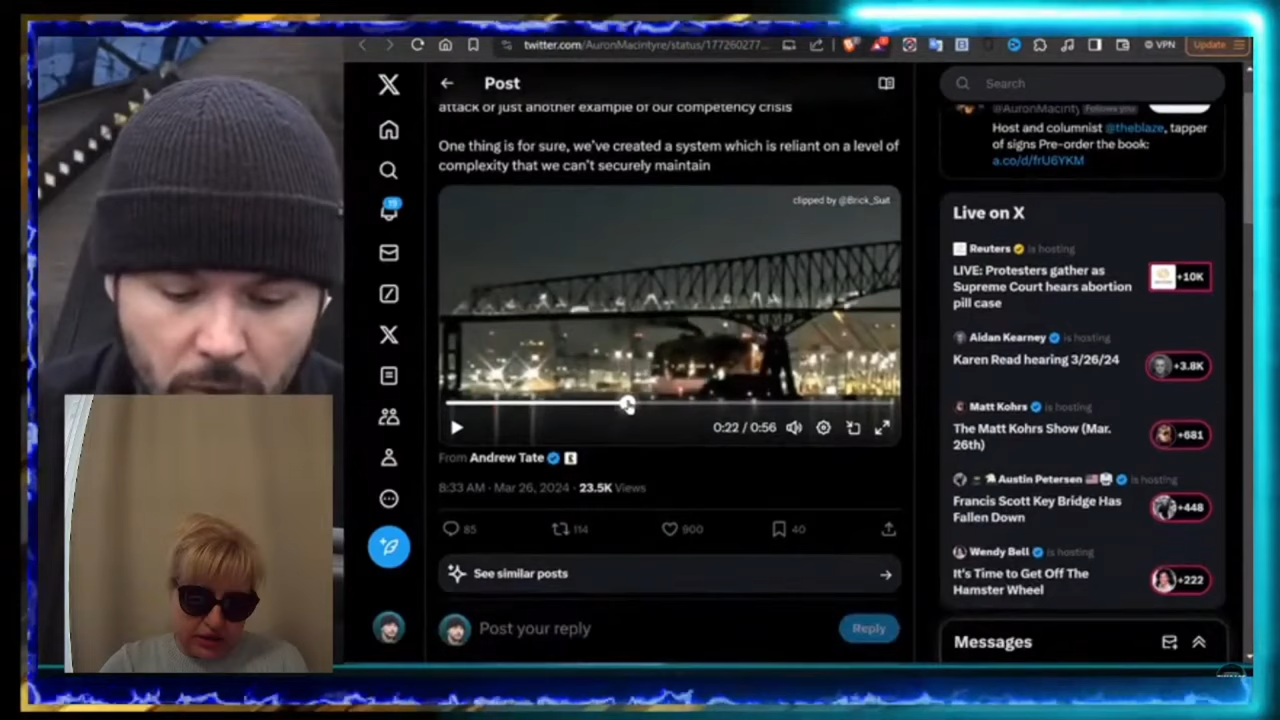 twitter.com/AuronMacintyre/status/177260277...
VPN
Update
Post
Search
attack or just another example of our competency crisis
@AuronMacinty Follows you
One thing is for sure, we've created a system which is reliant on a level of
complexity that we can't securely maintain
Host and columnist @theblaze, tapper
of signs Pre-order the book:
a.co/d/frU6YKM
clipped by @Brick_Suit
19
Live on X
Reuters is hosting
LIVE: Protesters gather as
Supreme Court hears abortion
pill case
+10K
Aidan Kearney is hosting
Karen Read hearing 3/26/24
+3.8K
Matt Kohrs is hosting
The Matt Kohrs Show (Mar.
26th)
+681
0:22 / 0:56
From Andrew Tate
8:33 AM · Mar 26, 2024 · 23.5K Views
Austin Petersen is hosting
Francis Scott Key Bridge Has
Fallen Down
+448
85
114
900
40
Wendy Bell is hosting
It's Time to Get Off The
Hamster Wheel
+222
See similar posts
Post your reply
Reply
Messages